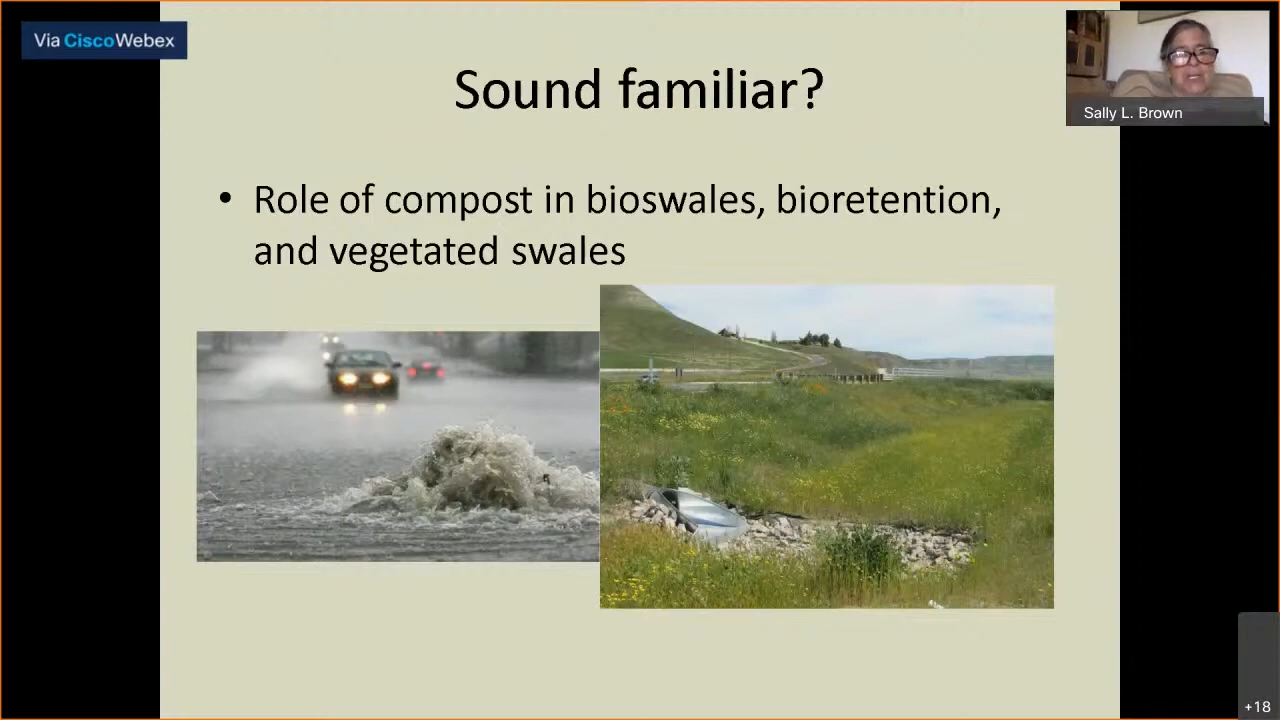 Via CiscoWebex
Sound familiar?
Sally L. Brown
• Role of compost in bioswales, bioretention,
and vegetated swales
+18